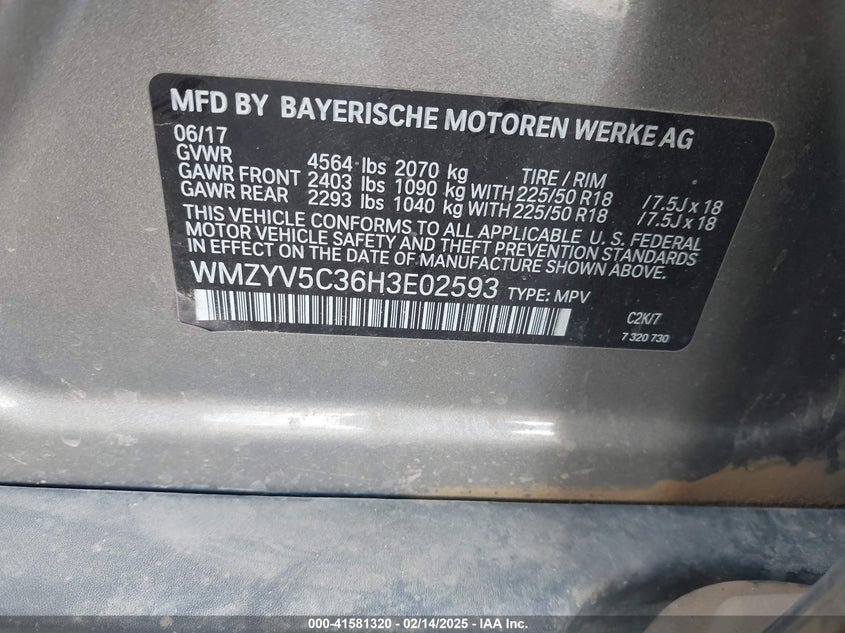 MFD BY BAYERISCHE MOTOREN WERKE AG
06/17
GVWR 4564 lbs 2070 kg TIRE / RIM
GAWR FRONT 2403 lbs 1090 kg WITH 225/50 R18 /7.5J x 18
GAWR REAR 2293 lbs 1040 kg WITH 225/50 R18 /7.5J x 18
THIS VEHICLE CONFORMS TO ALL APPLICABLE U. S. FEDERAL
MOTOR VEHICLE SAFETY AND THEFT PREVENTION STANDARDS
IN EFFECT ON THE DATE OF MANUFACTURE SHOWN ABOVE.
WMZYV5C36H3E02593 TYPE: MPV
C2K/7
7 320 730
000-41581320 - 02/14/2025 - IAAI.com